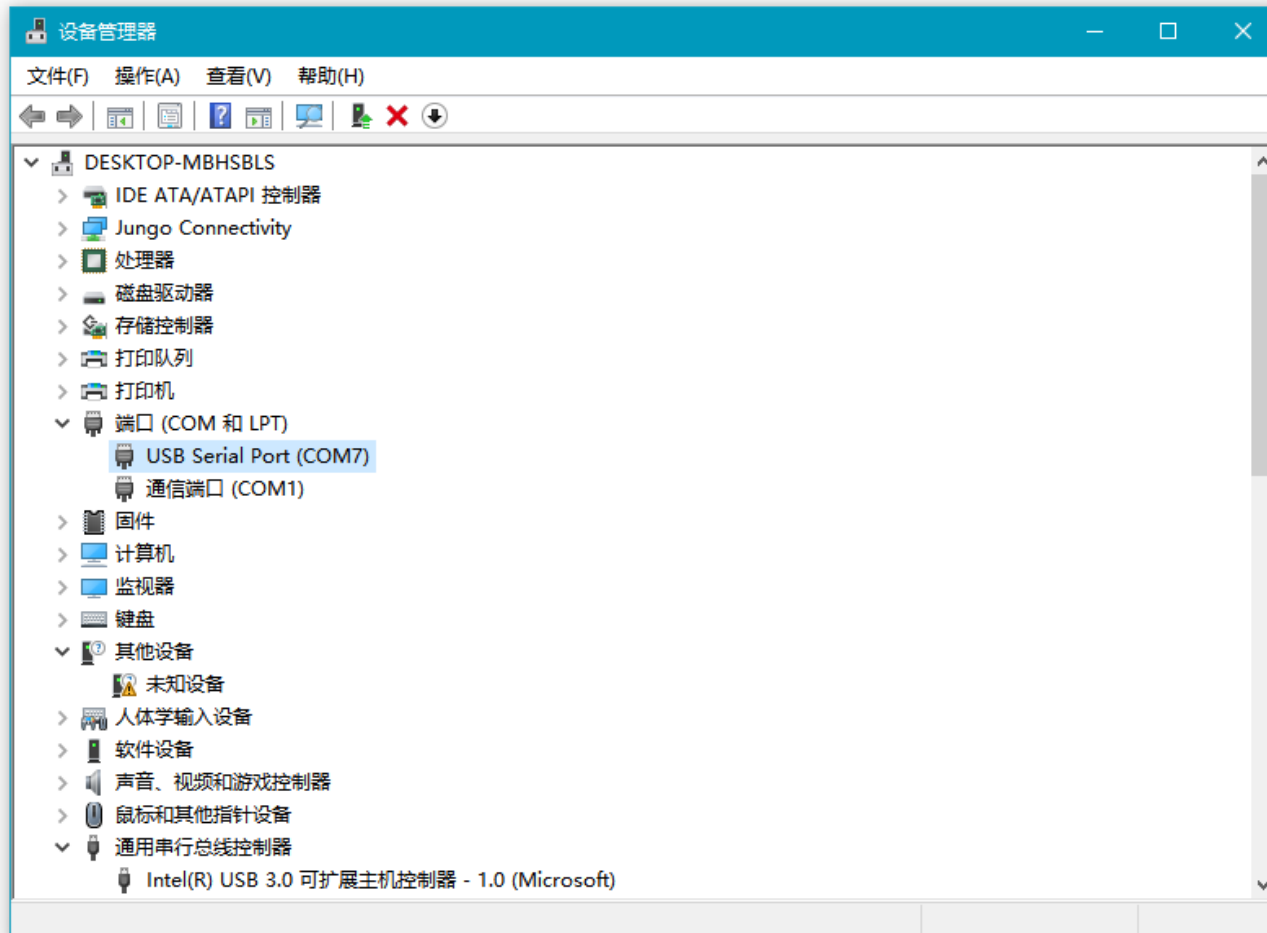 设备管理器
文件(F) 操作(A) 查看(V) 帮助(H)
DESKTOP-MBHSBLS
IDE ATA/ATAPI 控制器
Jungo Connectivity
处理器
磁盘驱动器
存储控制器
打印队列
打印机
端口 (COM 和 LPT)
USB Serial Port (COM7)
通信端口 (COM1)
固件
计算机
监视器
键盘
其他设备
未知设备
人体学输入设备
软件设备
声音、视频和游戏控制器
鼠标和其他指针设备
通用串行总线控制器
Intel(R) USB 3.0 可扩展主机控制器 - 1.0 (Microsoft)